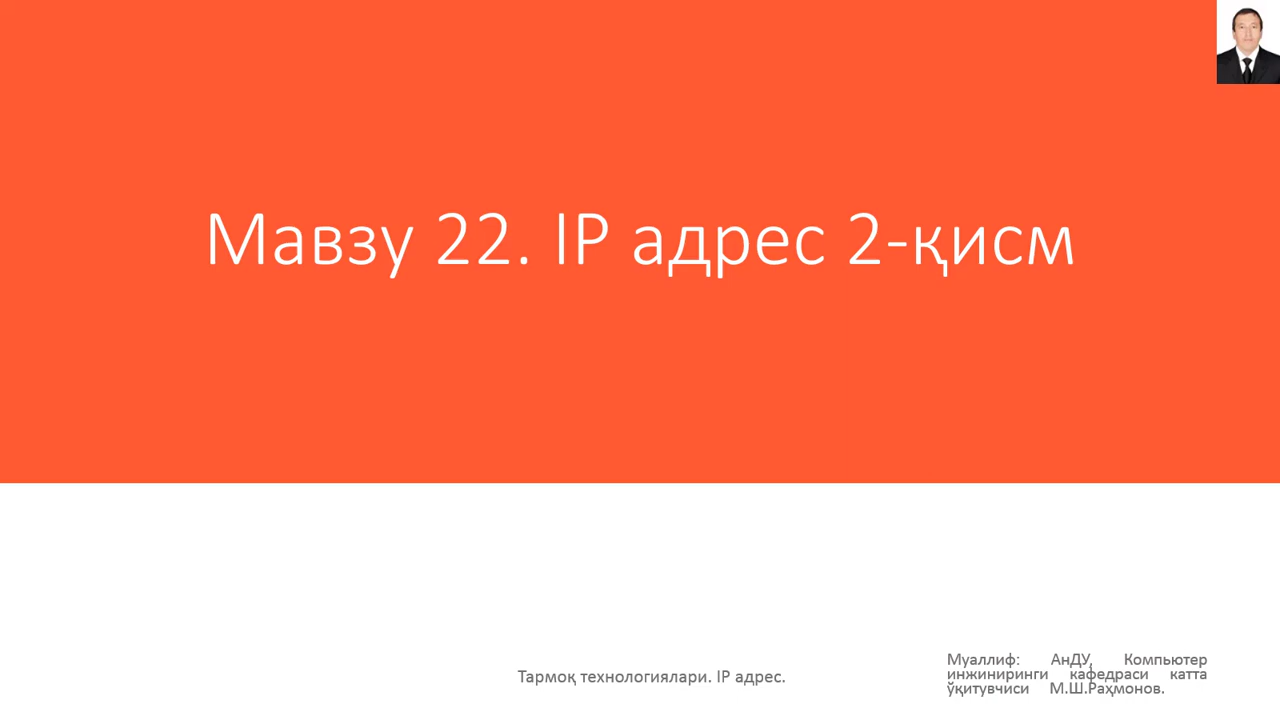 Мавзу 22. IP адрес 2-қисм
Тармоқ технологиялари. IP адрес.
Муаллиф: АнДУ, Компьютер
инжиниринги кафедраси катта
ўқитувчиси М.Ш.Раҳмонов.